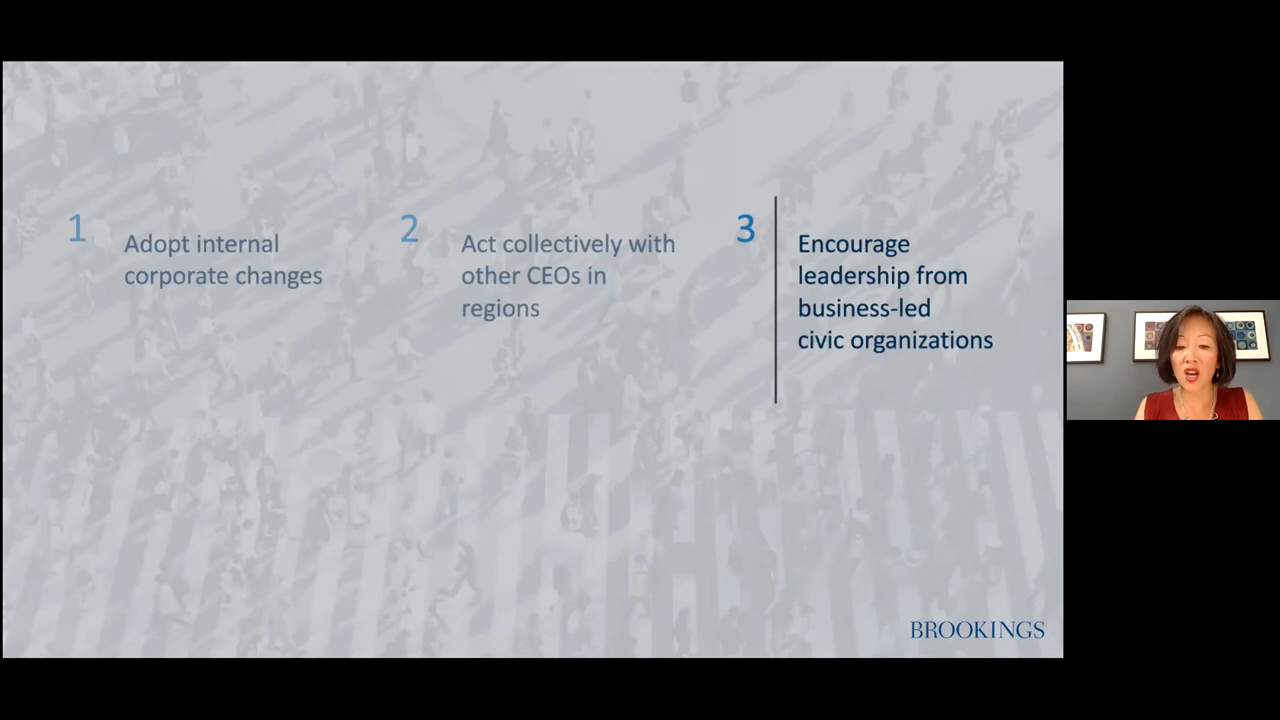 1
Adopt internal
corporate changes
2
Act collectively with
other CEOs in
regions
3
Encourage
leadership from
business-led
civic organizations
BROOKINGS